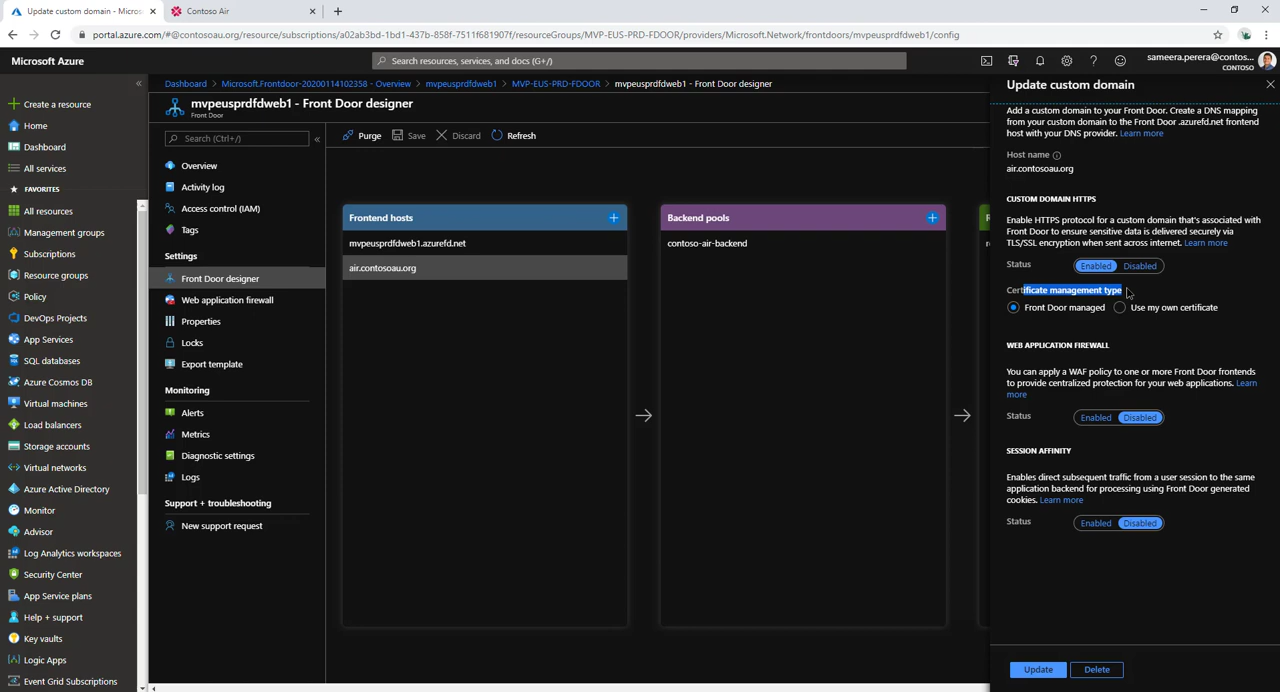 Update custom domain - Micros
Contoso Air
portal.azure.com/#@contosoau.org/resource/subscriptions/a02ab3bd-1bd1-437b-858f-7511f681907f/resourceGroups/MVP-EUS-PRD-FDOOR/providers/Microsoft.Network/frontdoors/mvpeusprdfdweb1/config
Microsoft Azure
Search resources, services, and docs (G+/)
sameera.perera@contos...
CONTOSO
Create a resource
Home
Dashboard
All services
FAVORITES
All resources
Management groups
Subscriptions
Resource groups
Policy
DevOps Projects
App Services
SQL databases
Azure Cosmos DB
Virtual machines
Load balancers
Storage accounts
Virtual networks
Azure Active Directory
Monitor
Advisor
Log Analytics workspaces
Security Center
App Service plans
Help + support
Key vaults
Logic Apps
Event Grid Subscriptions
Dashboard > Microsoft.Frontdoor-20200114102358 - Overview > mvpeusprdfdweb1 > MVP-EUS-PRD-FDOOR > mvpeusprdfdweb1 - Front Door designer
mvpeusprdfdweb1 - Front Door designer
Front Door
Search (Ctrl+/)
Overview
Activity log
Access control (IAM)
Tags
Settings
Front Door designer
Web application firewall
Properties
Locks
Export template
Monitoring
Alerts
Metrics
Diagnostic settings
Logs
Support + troubleshooting
New support request
Purge Save Discard Refresh
Frontend hosts
mvpeusprdfdweb1.azurefd.net
air.contosoau.org
Backend pools
contoso-air-backend
Update custom domain
Add a custom domain to your Front Door. Create a DNS mapping
from your custom domain to the Front Door .azurefd.net frontend
host with your DNS provider. Learn more
Host name
air.contosoau.org
CUSTOM DOMAIN HTTPS
Enable HTTPS protocol for a custom domain that's associated with
Front Door to ensure sensitive data is delivered securely via
TLS/SSL encryption when sent across internet. Learn more
Status Enabled Disabled
Certificate management type
Front Door managed Use my own certificate
WEB APPLICATION FIREWALL
You can apply a WAF policy to one or more Front Door frontends
to provide centralized protection for your web applications. Learn
more
Status Enabled Disabled
SESSION AFFINITY
Enables direct subsequent traffic from a user session to the same
application backend for processing using Front Door generated
cookies. Learn more
Status Enabled Disabled
Update Delete